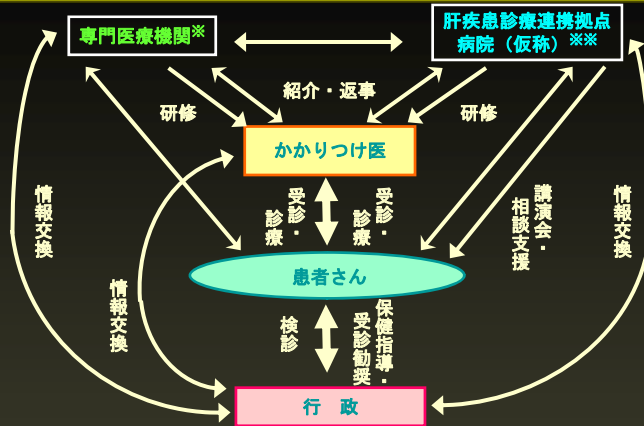 専門医療機関※
肝疾患診療連携拠点
病院（仮称）※※
紹介・返事
研修
研修
かかりつけ医
情報交換
受診・
診療
受診・
診療
講演会・
相談支援
情報交換
患者さん
情報交換
検診
保健指導・
受診勧奨
行　政